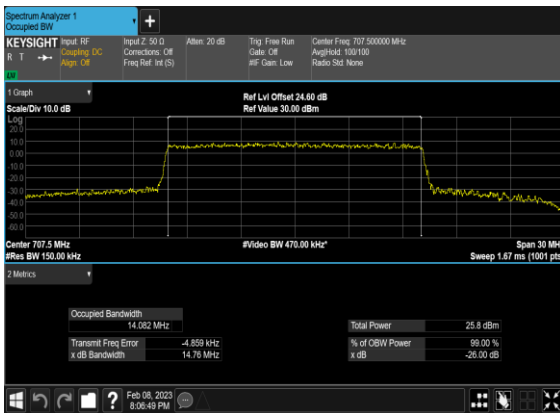 Spectrum Analyzer 1
Occupied BW
KEYSIGHT Input: RF Input Z: 50 Ω Atten: 20 dB Trig: Free Run Center Freq: 707.500000 MHz
R T Coupling: DC Corrections: Off Gate: Off Avg|Hold: 100/100
Align: Off Freq Ref: Int (S) #IF Gain: Low Radio Std: None
LV
1 Graph
Ref Lvl Offset 24.60 dB
Scale/Div 10.0 dB Ref Value 30.00 dBm
Log
20.0
10.0
0.00
-10.0
-20.0
-30.0
-40.0
-50.0
-60.0
Center 707.5 MHz #Video BW 470.00 kHz* Span 30 MH
#Res BW 150.00 kHz Sweep 1.67 ms (1001 pts
2 Metrics
Occupied Bandwidth
14.082 MHz Total Power 25.8 dBm
Transmit Freq Error -4.859 kHz % of OBW Power 99.00 %
x dB Bandwidth 14.76 MHz x dB -26.00 dB
Feb 08, 2023
8:06:49 PM